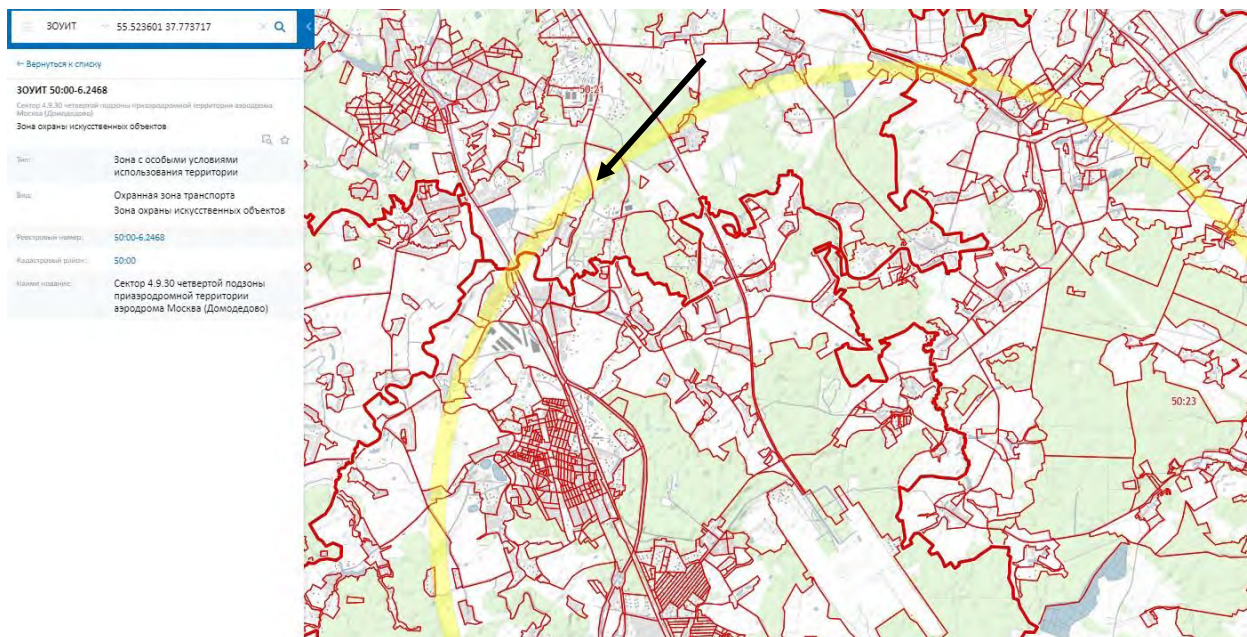 ЗОУИТ 55.523601 37.773717
← Вернуться к списку
ЗОУИТ 50:00-6.2468
Сектор 4.9.30 четвертой подзоны приаэродромной территории аэродрома
Москва (Домодедово)
Зона охраны искусственных объектов
Тип: Зона с особыми условиями
использования территории
Вид: Охранная зона транспорта
Зона охраны искусственных объектов
Реестровый номер: 50:00-6.2468
Кадастровый район: 50:00
Наименование: Сектор 4.9.30 четвертой подзоны
приаэродромной территории
аэродрома Москва (Домодедово)
50:21
50:23